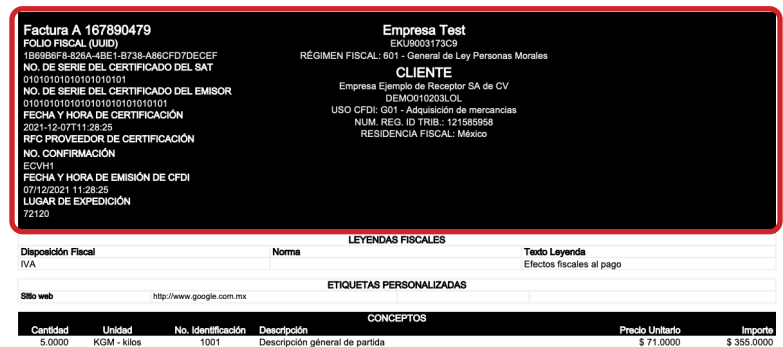 Factura A 167890479
FOLIO FISCAL (UUID)
1B69B6F8-826A-4BE1-B738-A86CFD7DECEF
NO. DE SERIE DEL CERTIFICADO DEL SAT
01010101010101010101
NO. DE SERIE DEL CERTIFICADO DEL EMISOR
0101010101010101010101010101
FECHA Y HORA DE CERTIFICACIÓN
2021-12-07T11:28:25
RFC PROVEEDOR DE CERTIFICACIÓN
NO. CONFIRMACIÓN
ECVH1
FECHA Y HORA DE EMISIÓN DE CFDI
07/12/2021 11:28:25
LUGAR DE EXPEDICIÓN
72120
Empresa Test
EKU9003173C9
RÉGIMEN FISCAL: 601 - General de Ley Personas Morales
CLIENTE
Empresa Ejemplo de Receptor SA de CV
DEMO010203LOL
USO CFDI: G01 - Adquisición de mercancias
NUM. REG. ID TRIB.: 121585958
RESIDENCIA FISCAL: México
LEYENDAS FISCALES
Disposición Fiscal Norma Texto Leyenda
IVA Efectos fiscales al pago
ETIQUETAS PERSONALIZADAS
Sitio web http://www.google.com.mx
CONCEPTOS
Cantidad Unidad No. Identificación Descripción Precio Unitario Importe
5.0000 KGM - kilos 1001 Descripción géneral de partida $ 71.0000 $ 355.0000